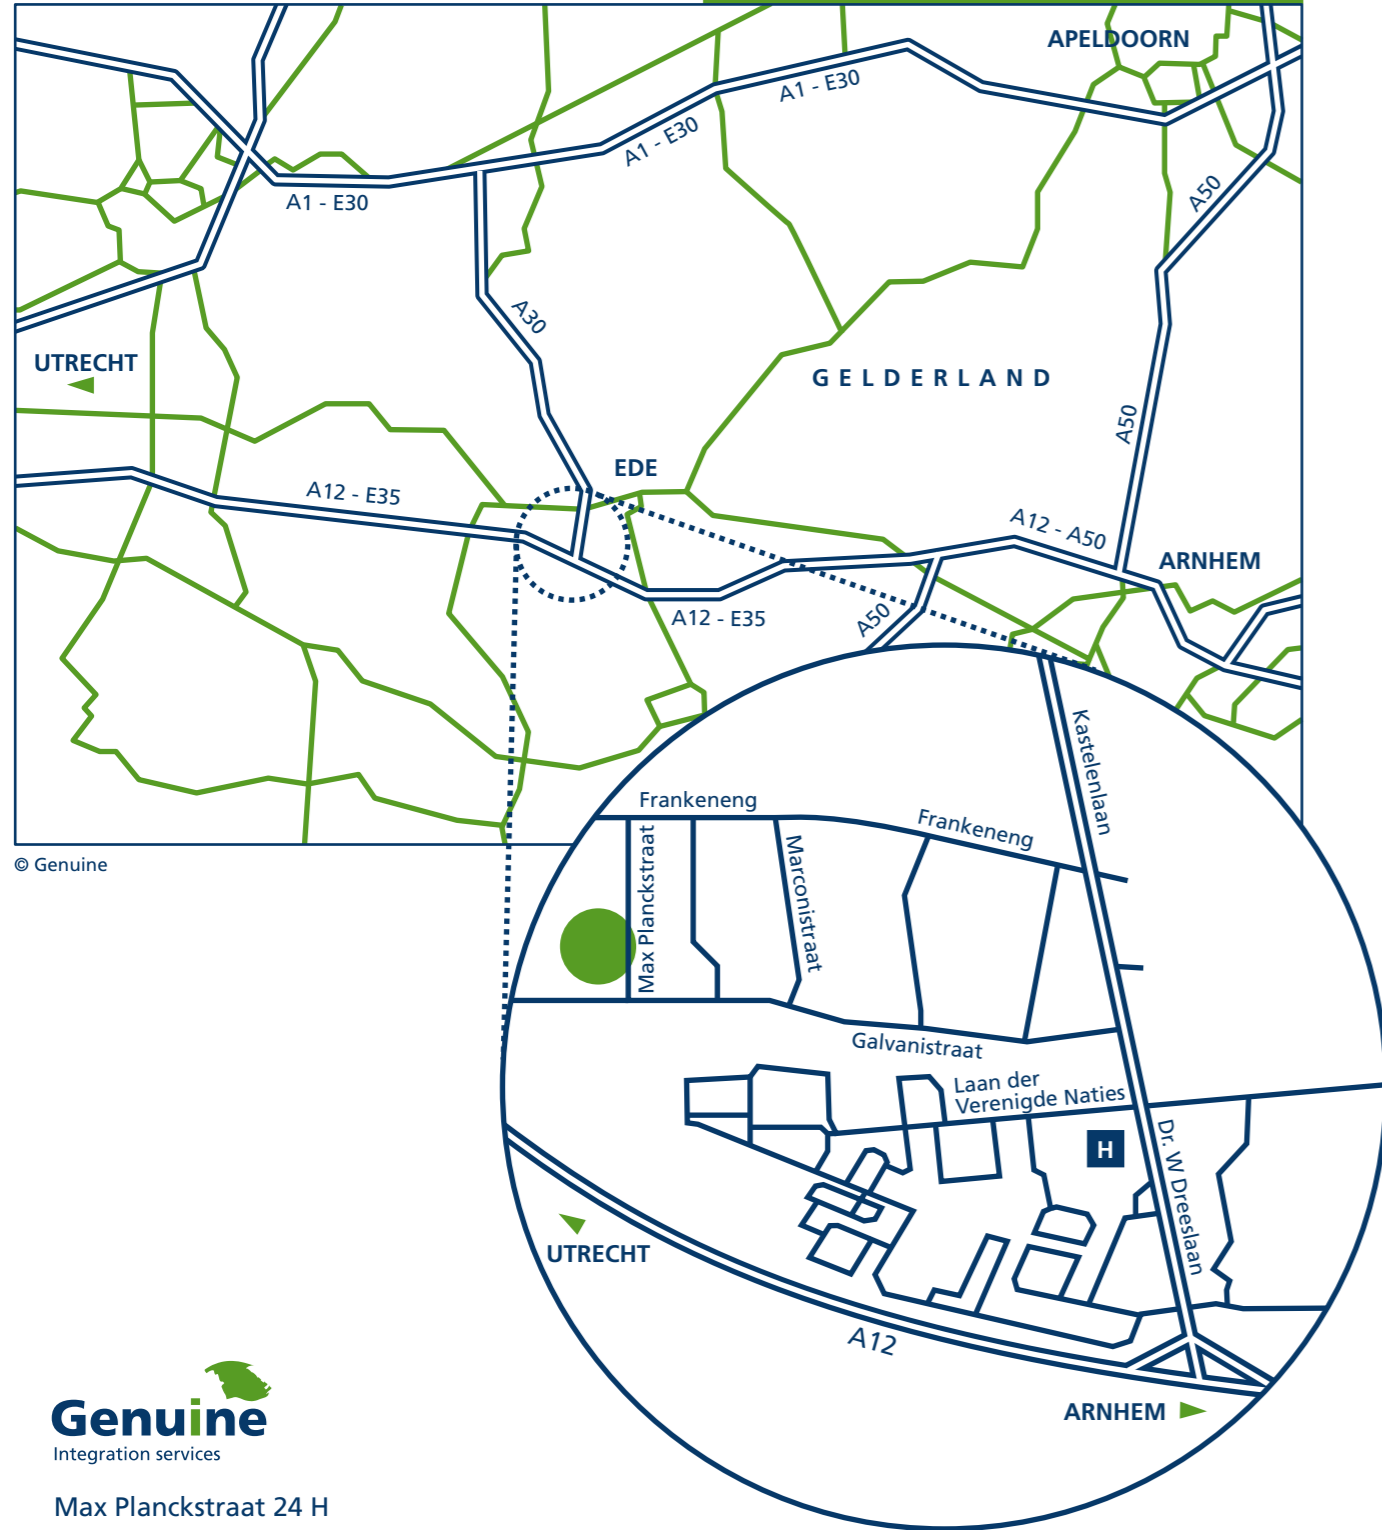 APELDOORN
A1 - E30
A1 - E30
A1 - E30
A50
A30
UTRECHT
GELDERLAND
A50
EDE
A12 - E35
A12 - A50
ARNHEM
A12 - E35
A50
Kastelenlaan
Frankeneng
Frankeneng
Max Planckstraat
Marconistraat
© Genuine
Galvanistraat
Laan der
Verenigde Naties
H
Dr. W Dreeslaan
UTRECHT
A12
ARNHEM
Genuine
Integration services
Max Planckstraat 24 H